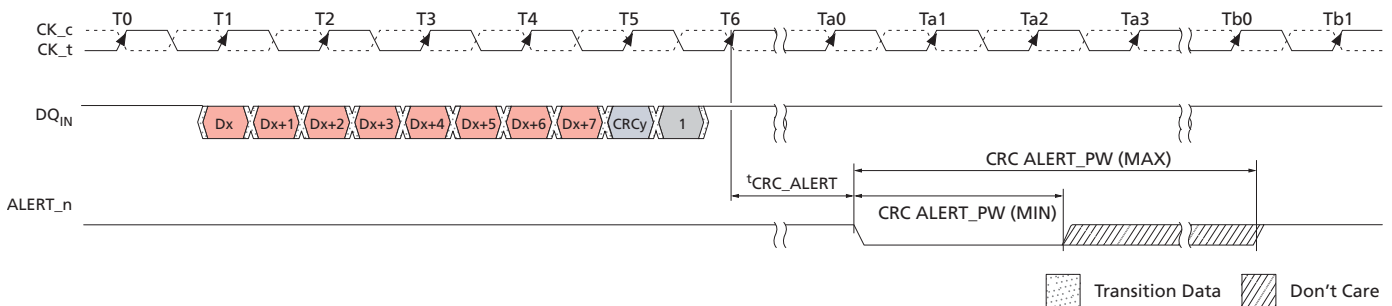 T0 T1 T2 T3 T4 T5 T6 Ta0 Ta1 Ta2 Ta3 Tb0 Tb1
CK_c
CK_t
DQIN Dx Dx+1 Dx+2 Dx+3 Dx+4 Dx+5 Dx+6 Dx+7 CRCy 1
CRC ALERT_PW (MAX)
tCRC_ALERT
ALERT_n CRC ALERT_PW (MIN)
Transition Data Don't Care